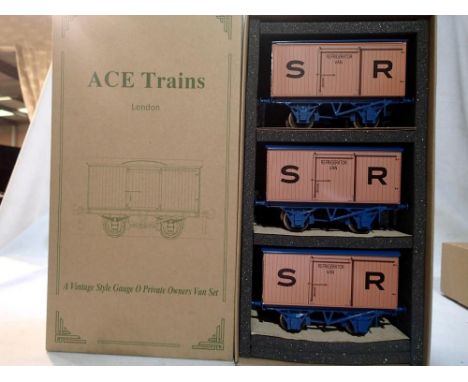 ACE Trains
London
A Vintage Style Gauge O Private Owners Van Set
S REFRIGERATOR R
VAN
S REFRIGERATOR R
VAN
S REFRIGERATOR R
VAN